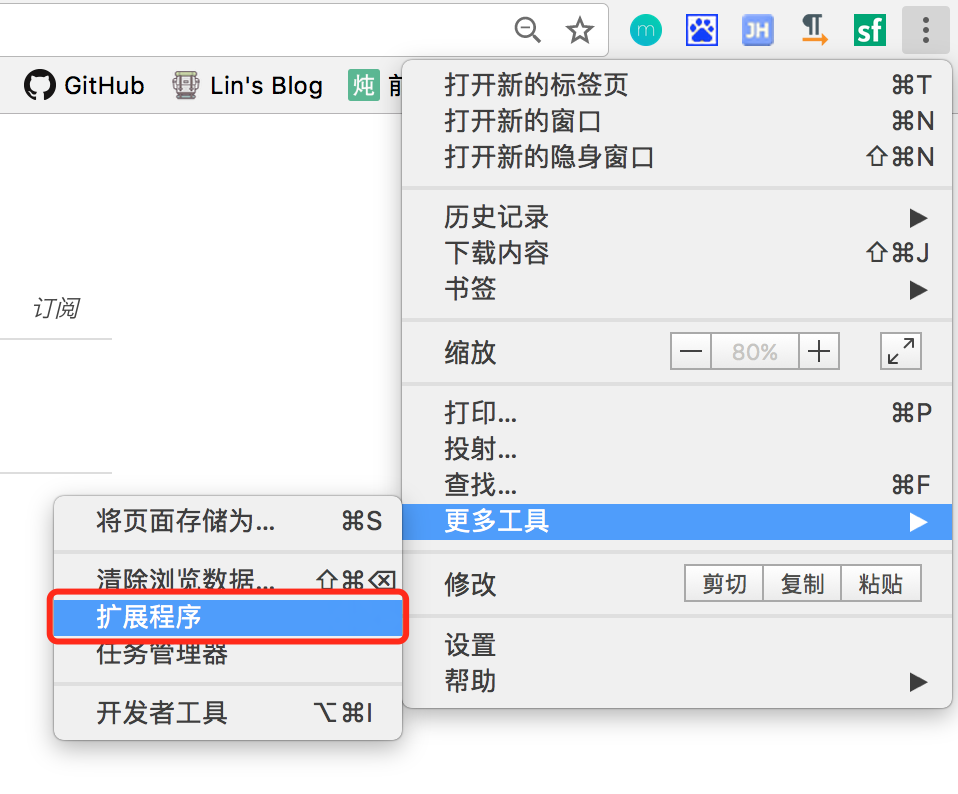 m JH sf
GitHub Lin's Blog 炖 前
打开新的标签页 ⌘T
打开新的窗口 ⌘N
打开新的隐身窗口 ⇧⌘N
历史记录 ▶
下载内容 ⇧⌘J
书签 ▶
订阅
缩放 — 80% +
打印... ⌘P
投射...
查找... ⌘F
更多工具 ▶
修改 剪切 复制 粘贴
设置
帮助 ▶
将页面存储为... ⌘S
清除浏览数据... ⇧⌘⌫
扩展程序
任务管理器
开发者工具 ⌥⌘I